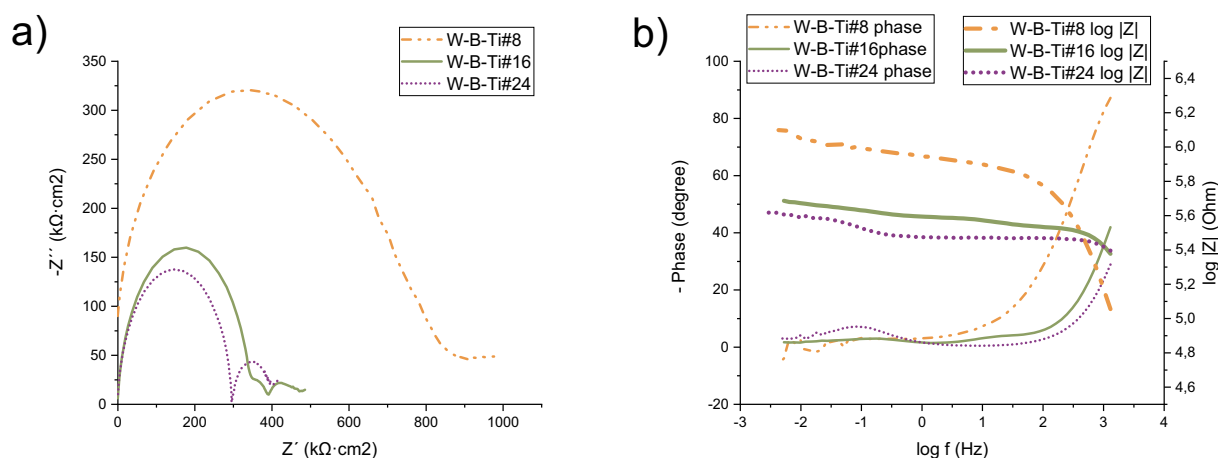 a)
W-B-Ti#8
W-B-Ti#16
W-B-Ti#24
350
300
250
200
150
100
50
0
-Z´´ (kΩ·cm2)
0
200
400
600
800
1000
Z´ (kΩ·cm2)
b)
W-B-Ti#8 phase
W-B-Ti#16phase
W-B-Ti#24 phase
W-B-Ti#8 log |Z|
W-B-Ti#16 log |Z|
W-B-Ti#24 log |Z|
100
80
60
40
20
0
-20
- Phase (degree)
-3
-2
-1
0
1
2
3
4
log f (Hz)
6,4
6,2
6,0
5,8
5,6
5,4
5,2
5,0
4,8
4,6
log |Z| (Ohm)